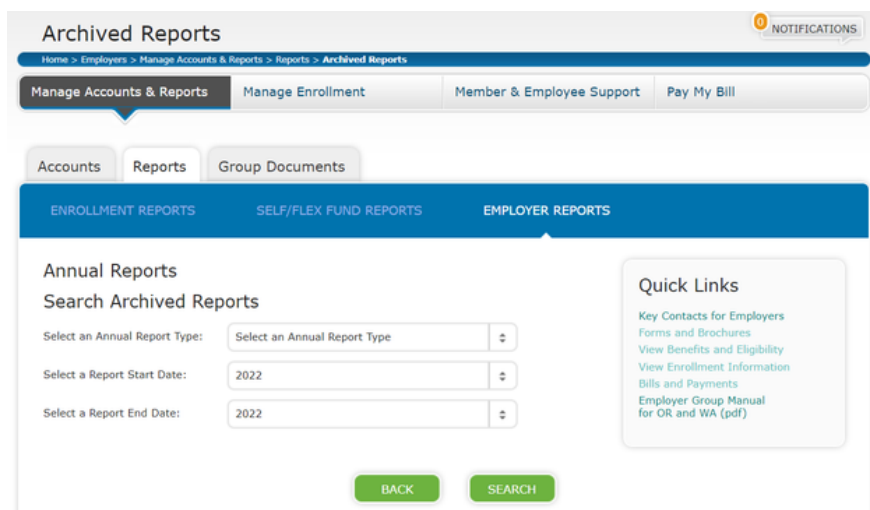 Archived Reports
0 NOTIFICATIONS
Home > Employers > Manage Accounts & Reports > Reports > Archived Reports
Manage Accounts & Reports Manage Enrollment Member & Employee Support Pay My Bill
Accounts Reports Group Documents
ENROLLMENT REPORTS SELF/FLEX FUND REPORTS EMPLOYER REPORTS
Annual Reports
Search Archived Reports
Select an Annual Report Type: Select an Annual Report Type
Select a Report Start Date: 2022
Select a Report End Date: 2022
Quick Links
Key Contacts for Employers
Forms and Brochures
View Benefits and Eligibility
View Enrollment Information
Bills and Payments
Employer Group Manual
for OR and WA (pdf)
BACK SEARCH